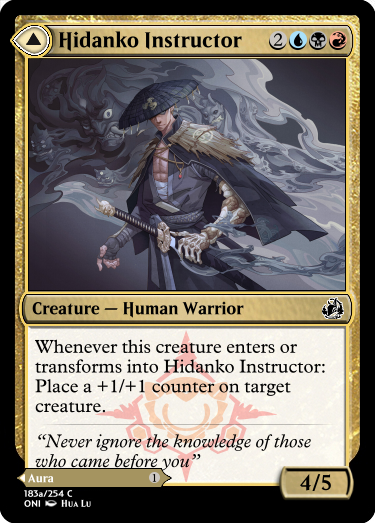 Hidanko Instructor 2
Creature — Human Warrior
Whenever this creature enters or
transforms into Hidanko Instructor:
Place a +1/+1 counter on target
creature.
“Never ignore the knowledge of those
who came before you”
Aura 1
4/5
183a/254 C
ONI Hua Lu